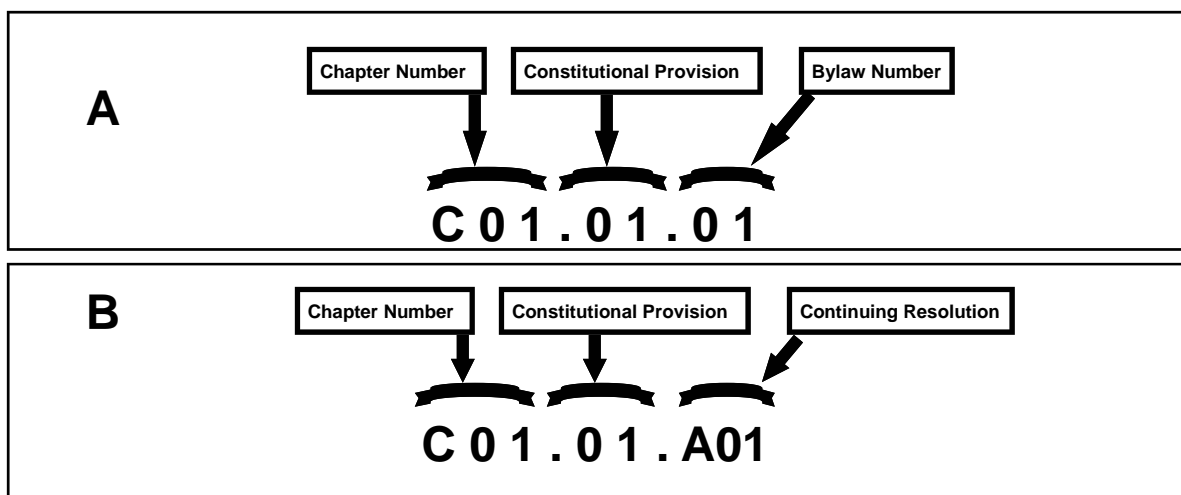 A
Chapter Number Constitutional Provision Bylaw Number
C 0 1 . 0 1 . 0 1
B
Chapter Number Constitutional Provision Continuing Resolution
C 0 1 . 0 1 . A01